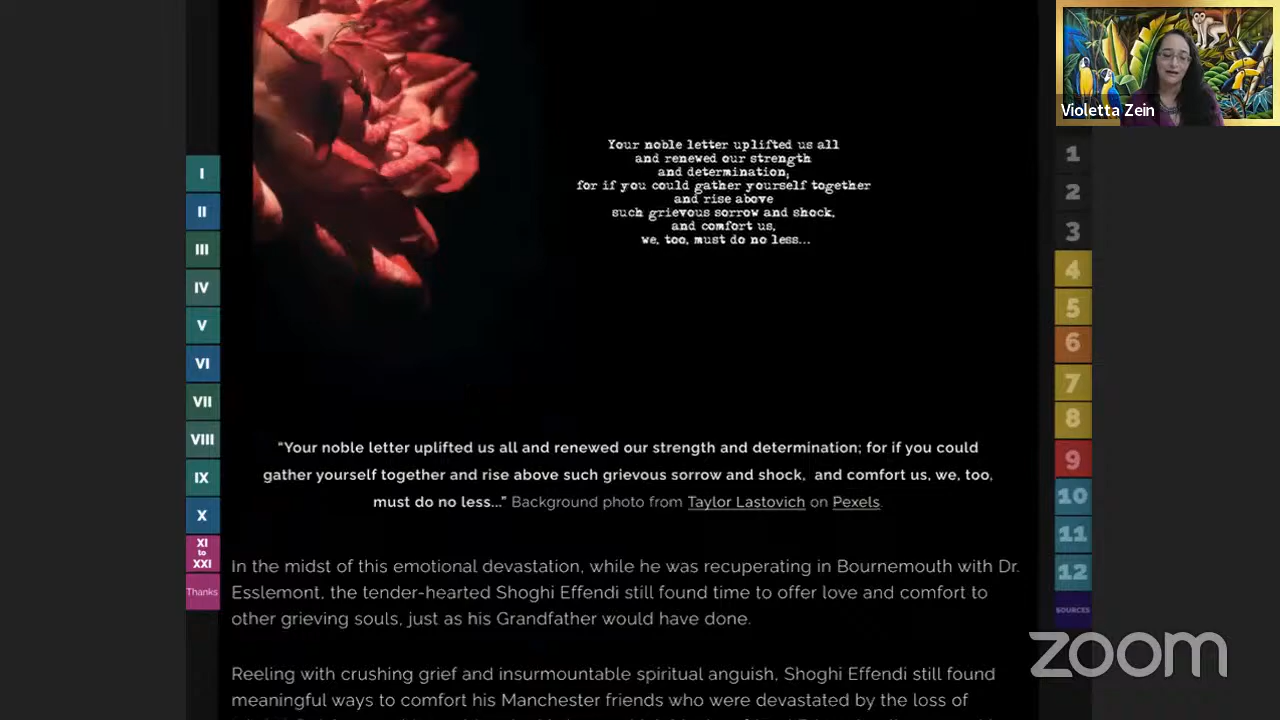 Violetta Zein
Your noble letter uplifted us all
and renewed our strength
and determination;
for if you could gather yourself together
and rise above
such grievous sorrow and shock,
and comfort us,
we, too, must do no less...
I
II
III
IV
V
VI
VII
VIII
IX
X
XI
to
XXI
Thanks
1
2
3
4
5
6
7
8
9
10
11
12
SOURCES
“Your noble letter uplifted us all and renewed our strength and determination; for if you could
gather yourself together and rise above such grievous sorrow and shock, and comfort us, we, too,
must do no less...” Background photo from Taylor Lastovich on Pexels.
In the midst of this emotional devastation, while he was recuperating in Bournemouth with Dr.
Esslemont, the tender-hearted Shoghi Effendi still found time to offer love and comfort to
other grieving souls, just as his Grandfather would have done.
Reeling with crushing grief and insurmountable spiritual anguish, Shoghi Effendi still found
meaningful ways to comfort his Manchester friends who were devastated by the loss of
zoom